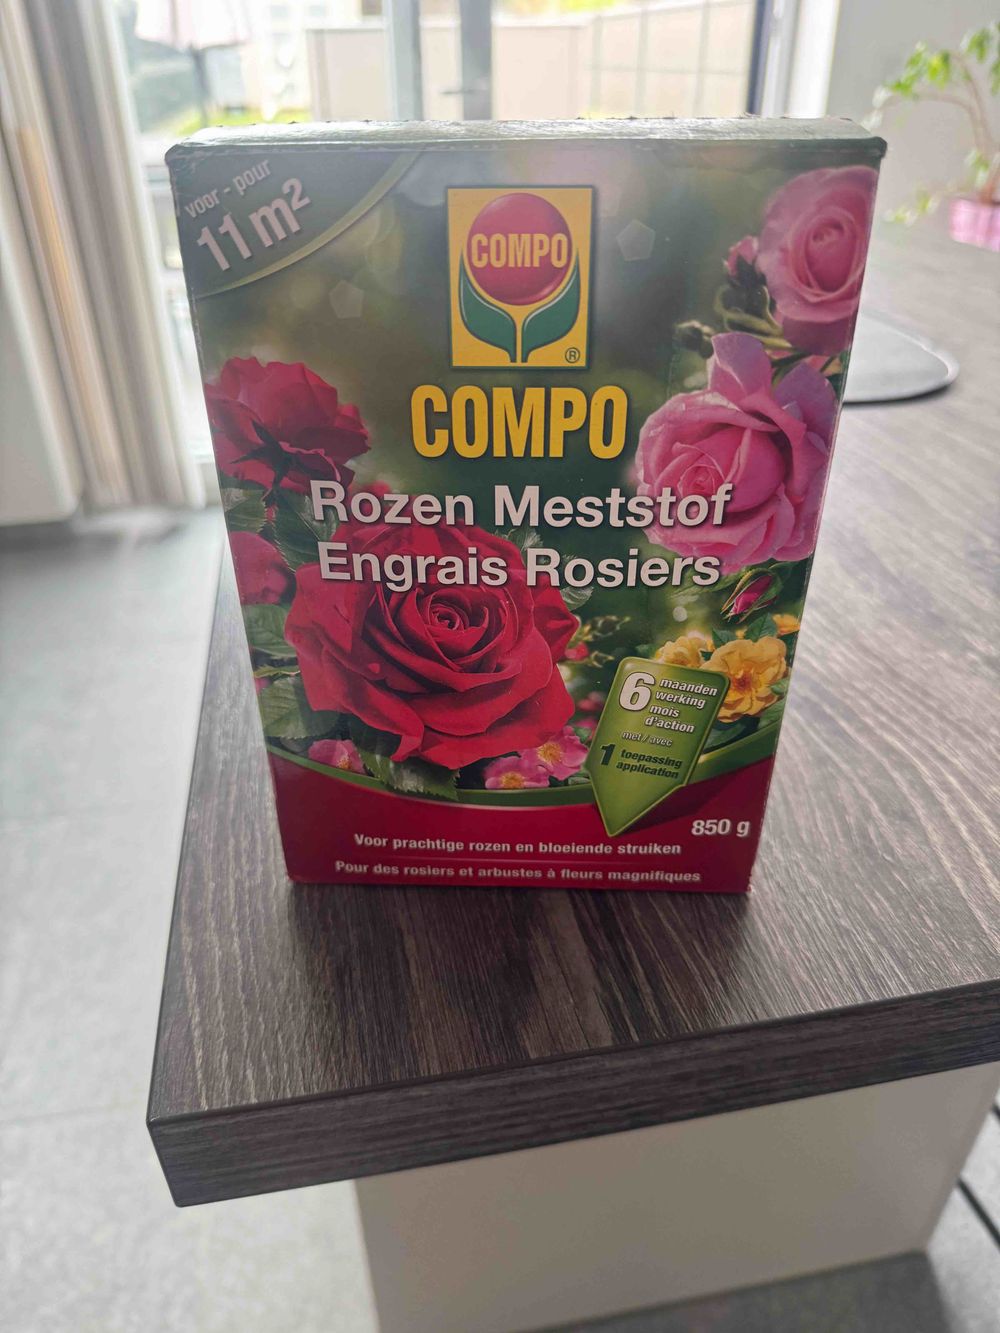 voor - pour
11 m²
COMPO
®
COMPO
Rozen Meststof
Engrais Rosiers
6 maanden
werking
mois
d'action
met / avec
1 toepassing
application
850 g
Voor prachtige rozen en bloeiende struiken
Pour des rosiers et arbustes à fleurs magnifiques